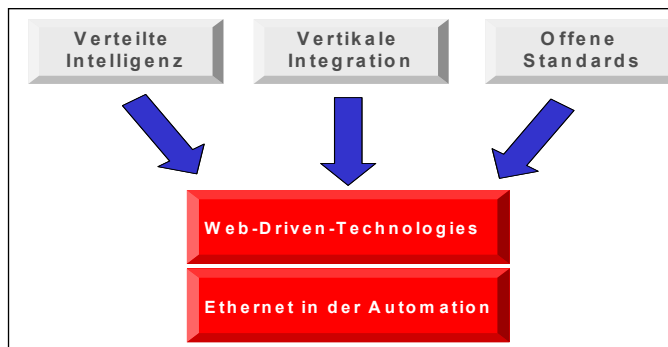 Verteilte
Intelligenz
Vertikale
Integration
Offene
Standards
Web-Driven-Technologies
Ethernet in der Automation